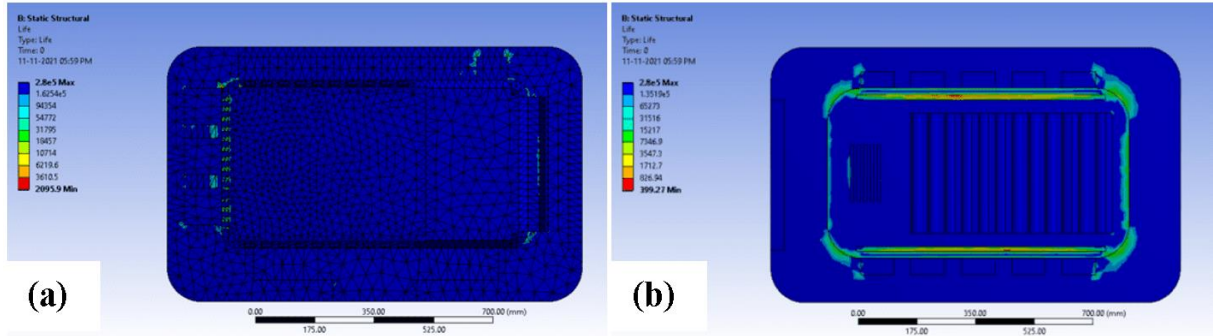 B: Static Structural
Life
Type: Life
Time: 0
11-11-2021 05:59 PM
2.8e5 Max
1.6254e5
94354
54772
31795
18457
10714
6219.6
3610.5
2095.9 Min
(a)
0.00 350.00 700.00 (mm)
175.00 525.00
B: Static Structural
Life
Type: Life
Time: 0
11-11-2021 05:59 PM
2.8e5 Max
1.3519e5
65273
31516
15217
7346.9
3547.3
1712.7
826.94
399.27 Min
(b)
0.00 350.00 700.00 (mm)
175.00 525.00